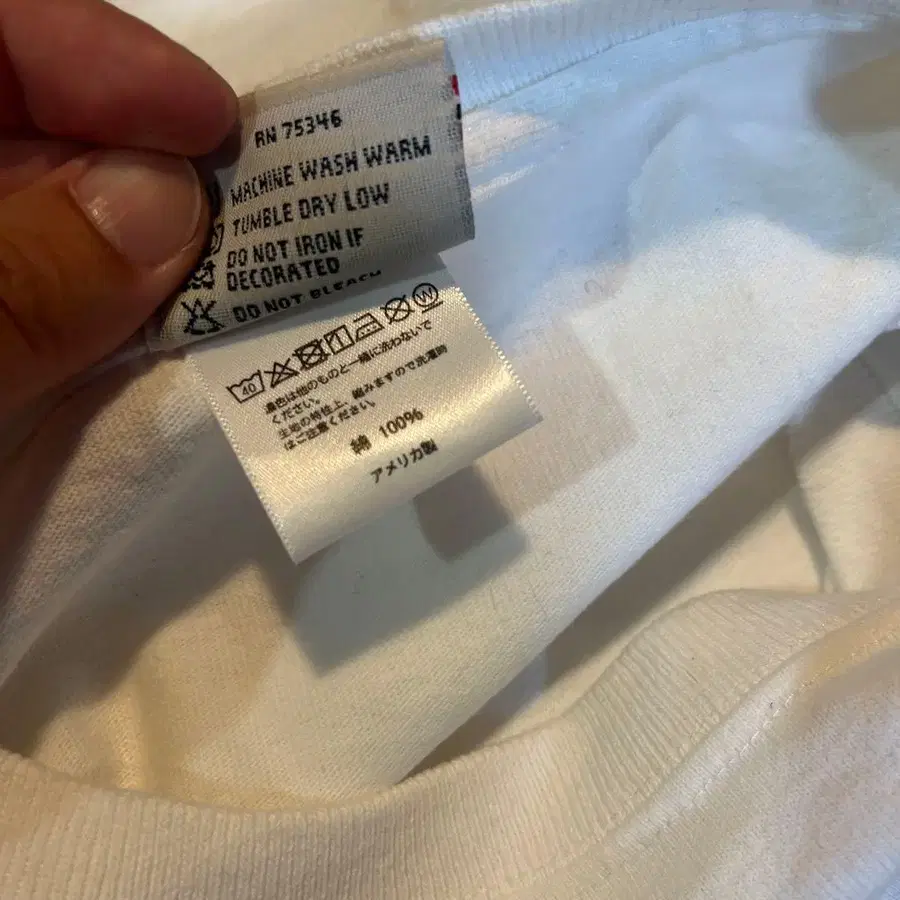 RN 75346
MACHINE WASH WARM
TUMBLE DRY LOW
DO NOT IRON IF
DECORATED
DO NOT BLEACH
40
W
濃色は他のものと一緒に洗わないで
ください。
生地の特性上、縮みますので洗濯時
はご注意ください。
綿 100%
アメリカ製